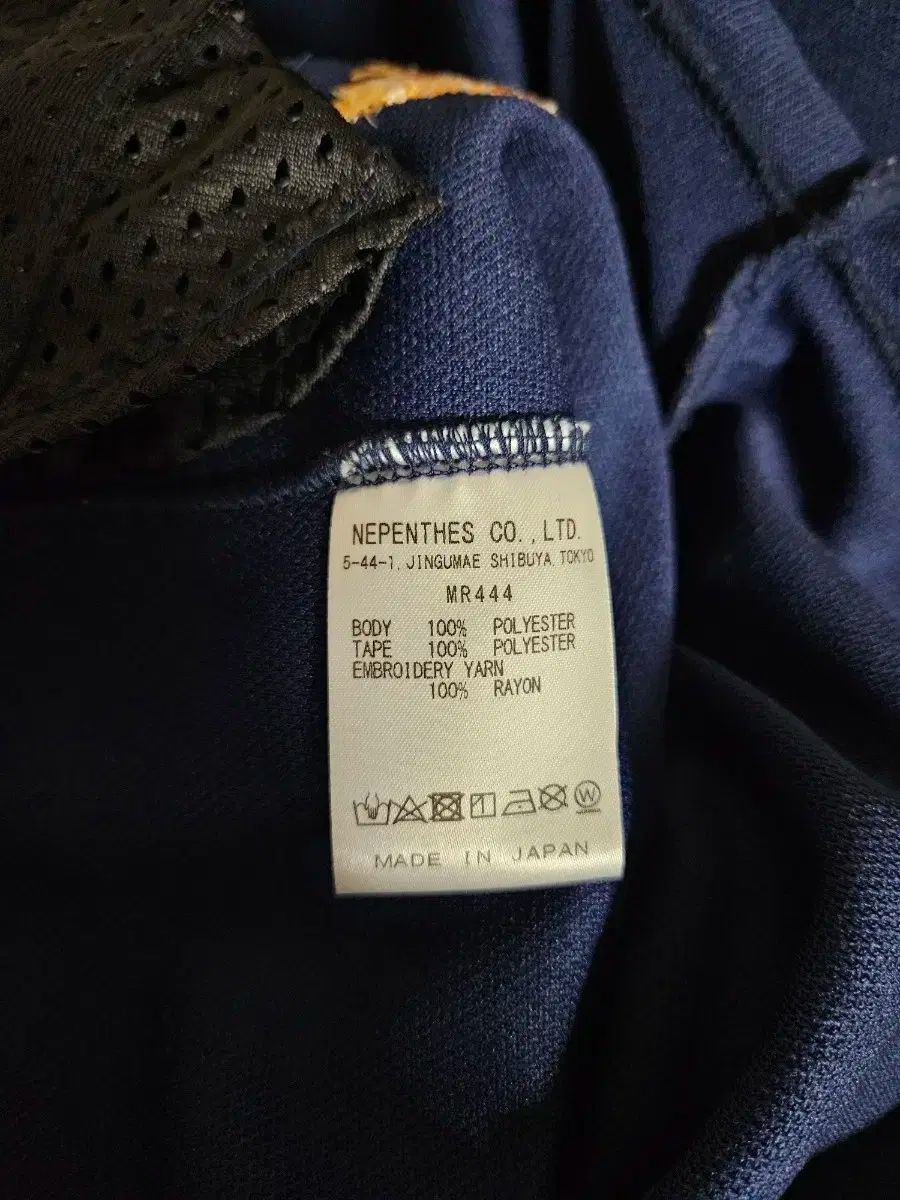 NEPENTHES CO.,LTD.
5-44-1, JINGUMAE SHIBUYA, TOKYO
MR444
BODY 100% POLYESTER
TAPE 100% POLYESTER
EMBROIDERY YARN
100% RAYON
W
MADE IN JAPAN